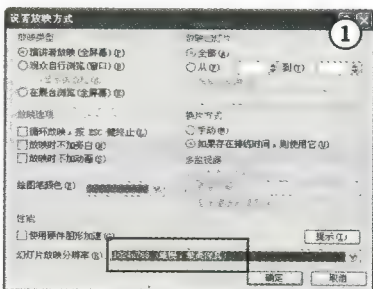 设置放映方式
1
放映类型
演讲者放映(全屏幕)(P)
观众自行浏览(窗口)(B)
在展台浏览(全屏幕)(K)
全部(A)
从(F) 到(T)
放映选项
循环放映,按 ESC 键终止(L)
放映时不加旁白(N)
放映时不加动画(S)
换片方式
手动(M)
如果存在排练时间,则使用它(U)
多监视器
绘图笔颜色(E)
性能
使用硬件图形加速(G)
提示(I)
幻灯片放映分辨率(R)
确定
取消